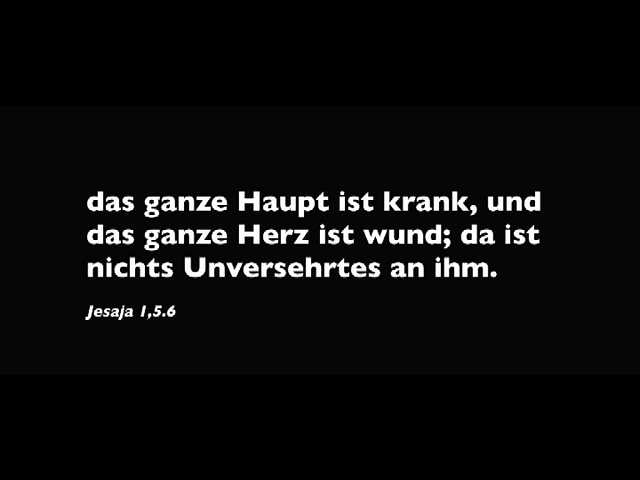 das ganze Haupt ist krank, und
das ganze Herz ist wund; da ist
nichts Unversehrtes an ihm.
Jesaja 1,5.6